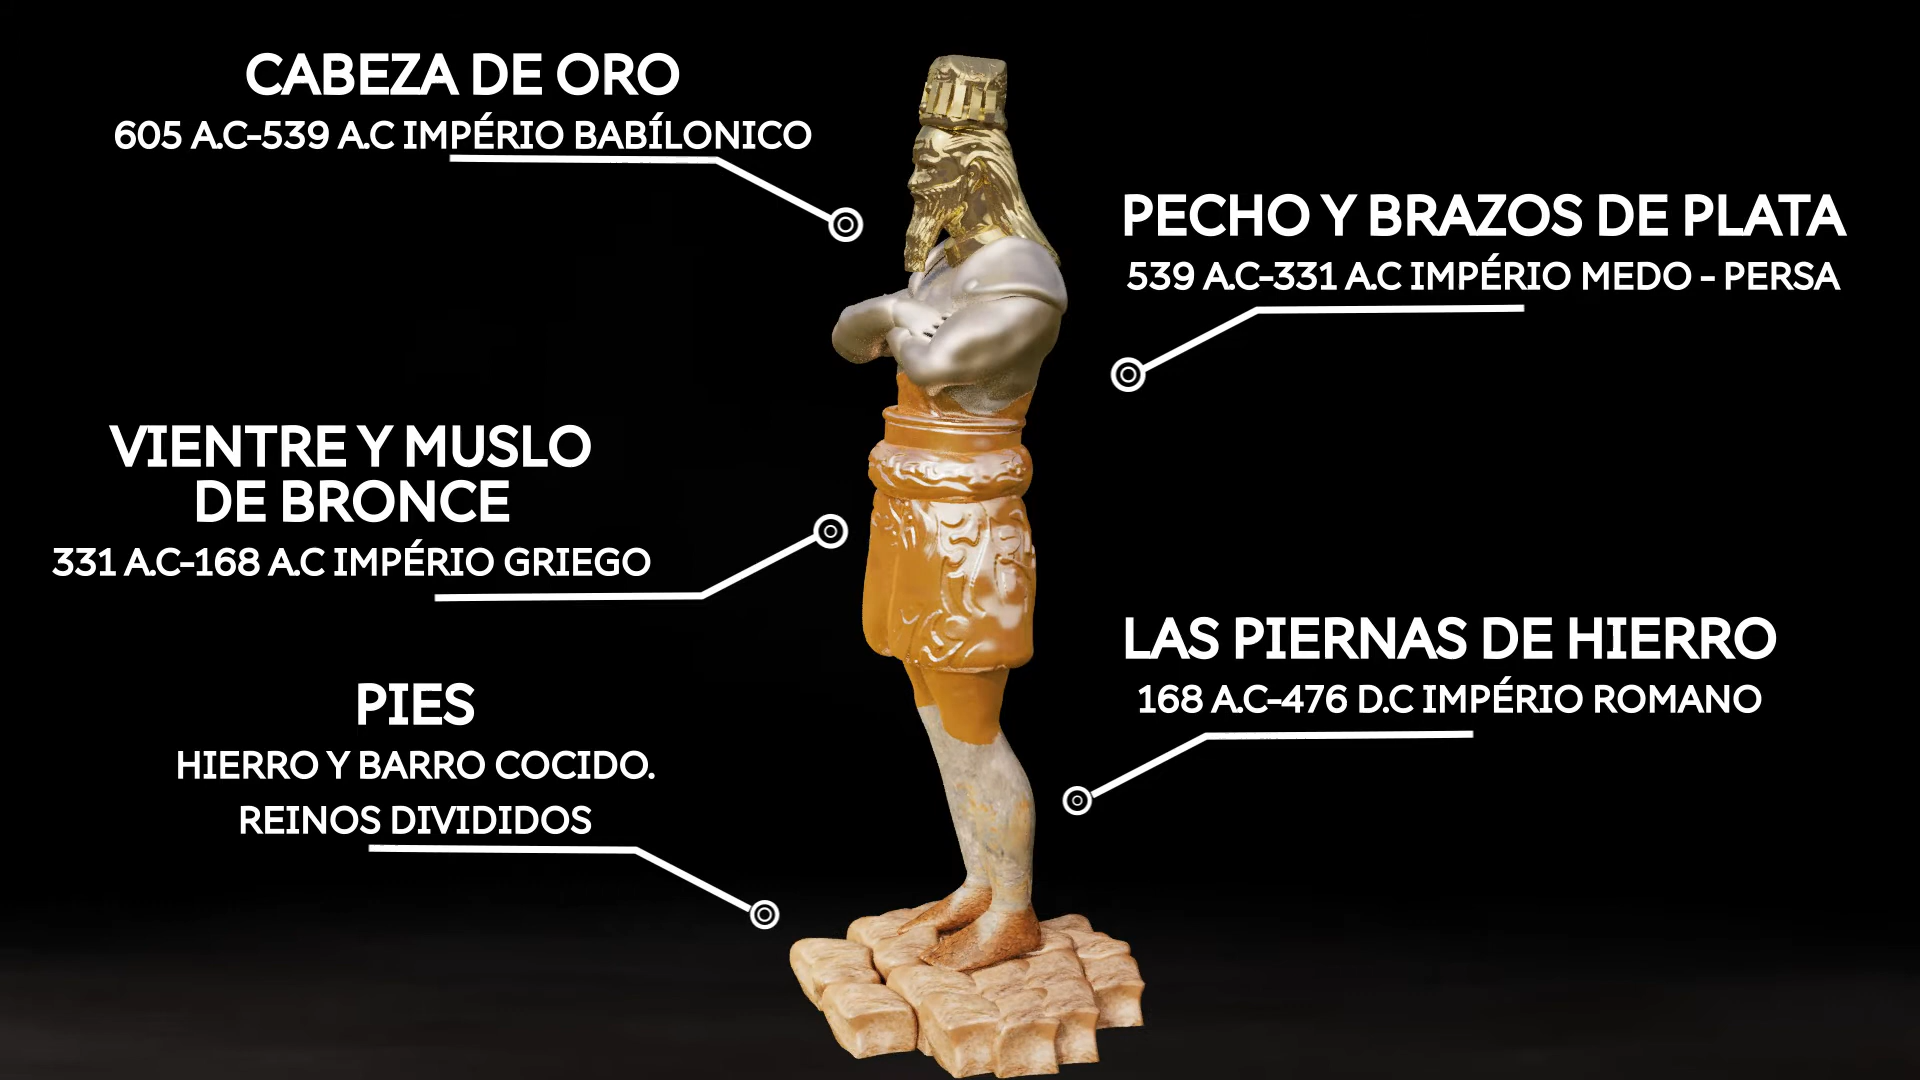 CABEZA DE ORO
605 A.C-539 A.C IMPÉRIO BABÍLONICO
PECHO Y BRAZOS DE PLATA
539 A.C-331 A.C IMPÉRIO MEDO - PERSA
VIENTRE Y MUSLO
DE BRONCE
331 A.C-168 A.C IMPÉRIO GRIEGO
LAS PIERNAS DE HIERRO
168 A.C-476 D.C IMPÉRIO ROMANO
PIES
HIERRO Y BARRO COCIDO.
REINOS DIVIDIDOS